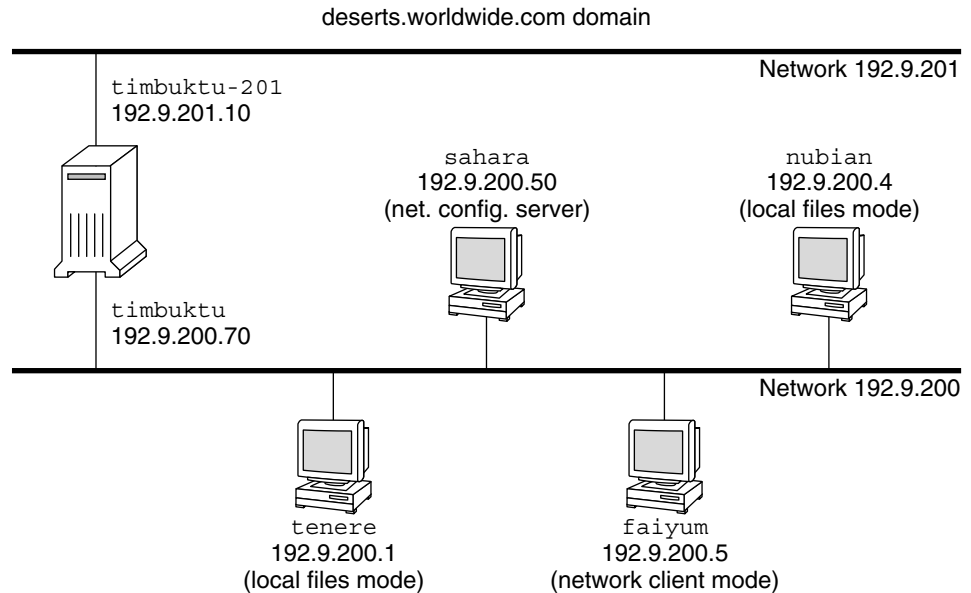 deserts.worldwide.com domain
Network 192.9.201
timbuktu-201
192.9.201.10
sahara
192.9.200.50
(net. config. server)
nubian
192.9.200.4
(local files mode)
timbuktu
192.9.200.70
Network 192.9.200
tenere
192.9.200.1
(local files mode)
faiyum
192.9.200.5
(network client mode)